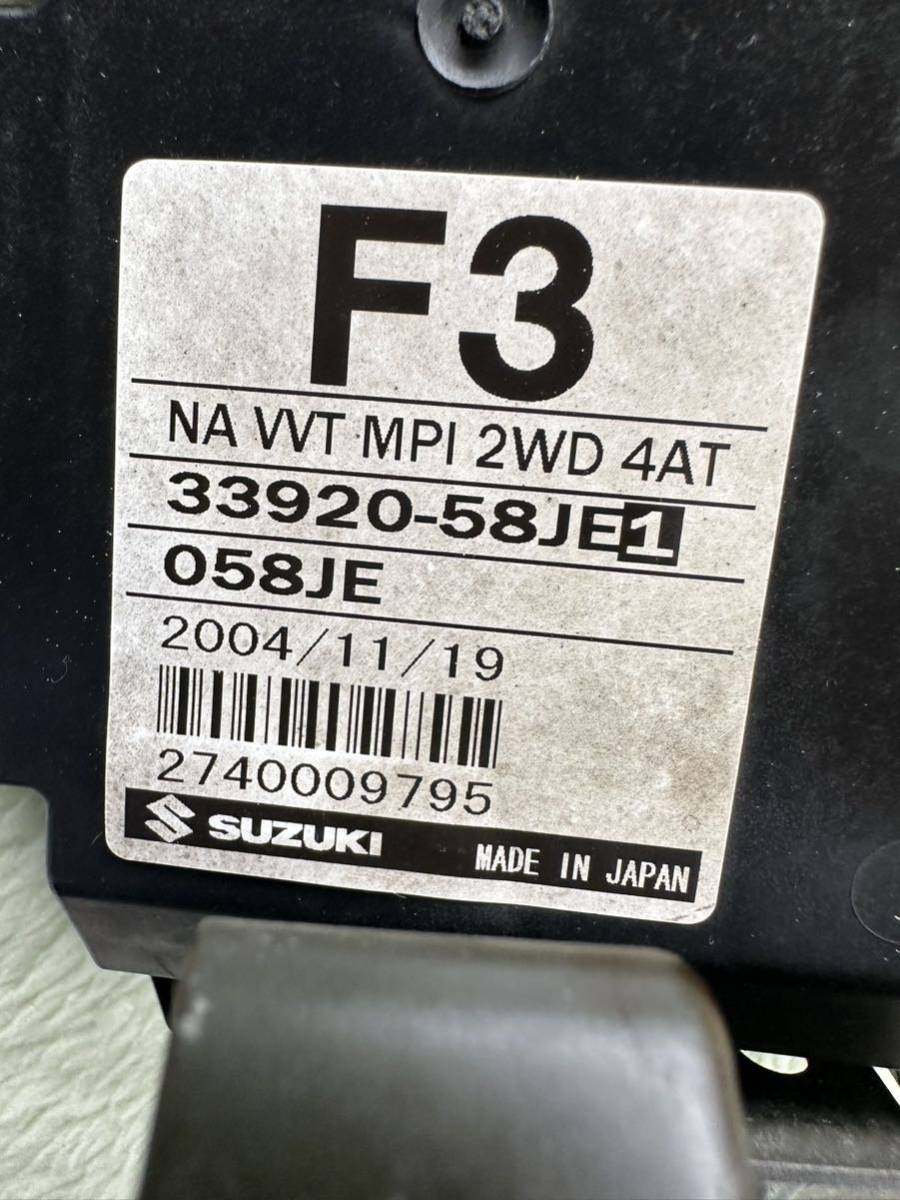 F3
NA VVT MPI 2WD 4AT
33920-58JE1
058JE
2004/11/19
2740009795
SUZUKI MADE IN JAPAN